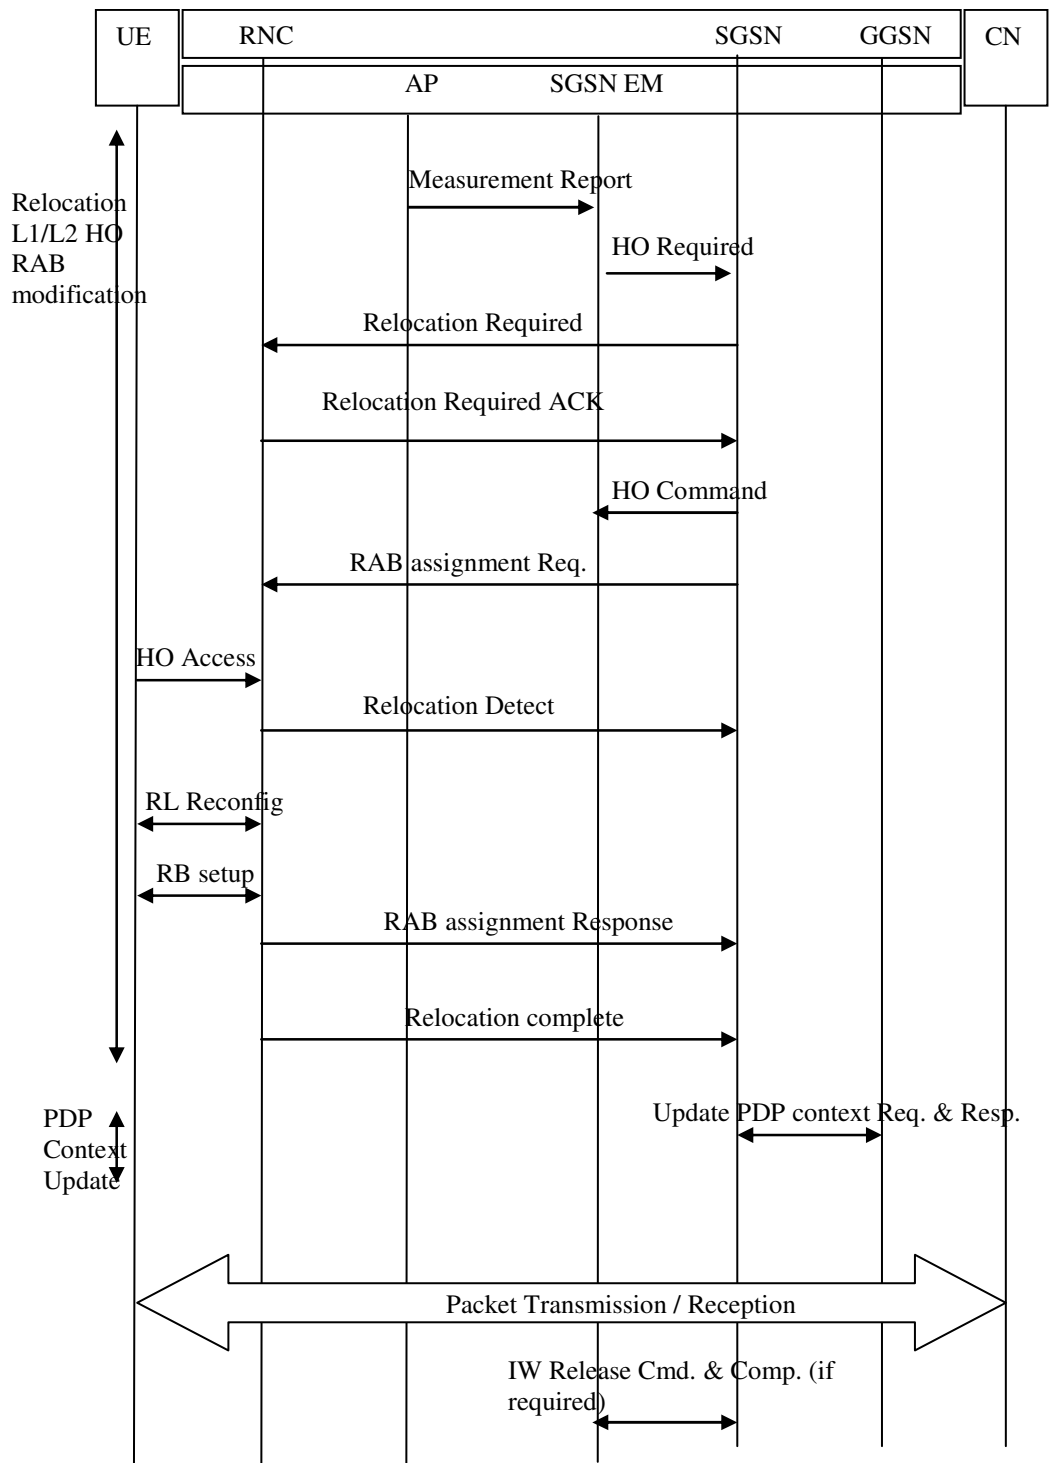 UE
RNC
SGSN
GGSN
CN
AP
SGSN EM
Measurement Report
Relocation
L1/L2 HO
RAB
modification
HO Required
Relocation Required
Relocation Required ACK
HO Command
RAB assignment Req.
HO Access
Relocation Detect
RL Reconfig
RB setup
RAB assignment Response
Relocation complete
PDP
Context
Update
Update PDP context Req. & Resp.
Packet Transmission / Reception
IW Release Cmd. & Comp. (if
required)